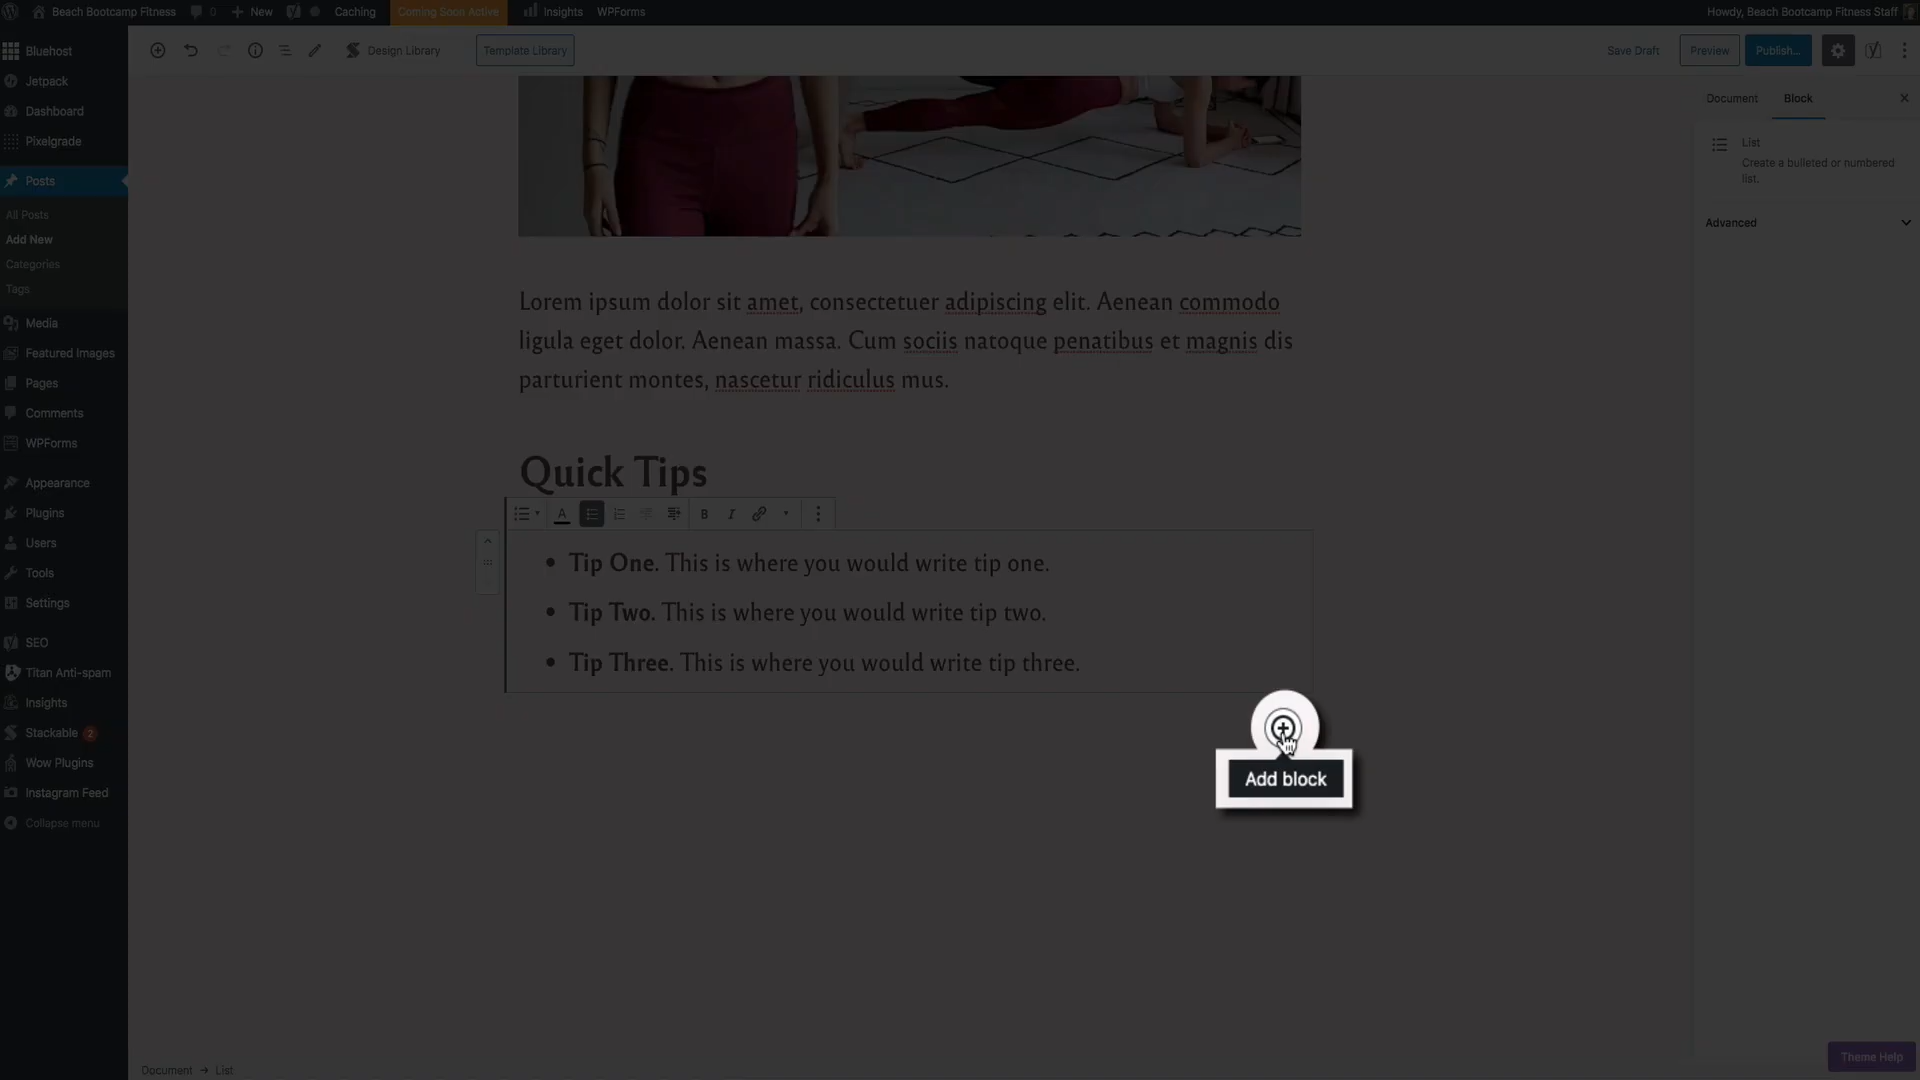 Beach Bootcamp Fitness 0 New Caching Coming Soon Active Insights WPForms Howdy, Beach Bootcamp Fitness Staff
Design Library Template Library Save Draft Preview Publish...
Bluehost
Jetpack
Dashboard
Pixelgrade
Posts
All Posts
Add New
Categories
Tags
Media
Featured Images
Pages
Comments
WPForms
Appearance
Plugins
Users
Tools
Settings
SEO
Titan Anti-spam
Insights
Stackable 2
Wow Plugins
Instagram Feed
Collapse menu
Lorem ipsum dolor sit amet, consectetuer adipiscing elit. Aenean commodo
ligula eget dolor. Aenean massa. Cum sociis natoque penatibus et magnis dis
parturient montes, nascetur ridiculus mus.
Quick Tips
A B I
• Tip One. This is where you would write tip one.
• Tip Two. This is where you would write tip two.
• Tip Three. This is where you would write tip three.
Add block
Document Block
List
Create a bulleted or numbered
list.
Advanced
Document → List
Theme Help